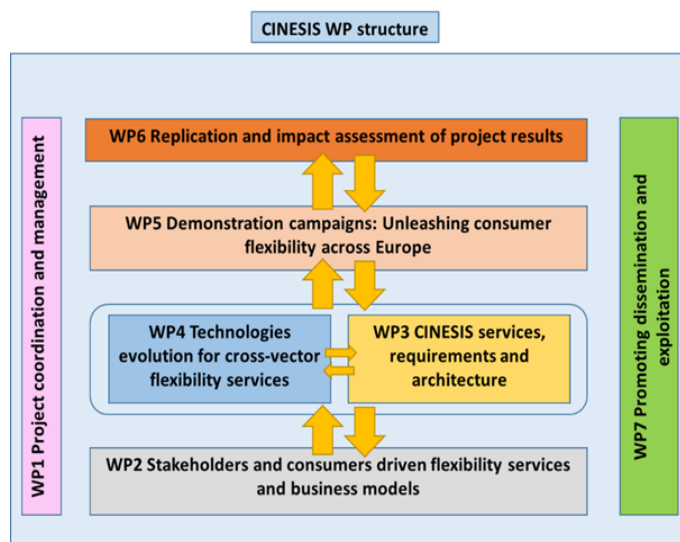 CINESIS WP structure
WP1 Project coordination and management
WP6 Replication and impact assessment of project results
WP5 Demonstration campaigns: Unleashing consumer
flexibility across Europe
WP4 Technologies
evolution for cross-vector
flexibility services
WP3 CINESIS services,
requirements and
architecture
WP2 Stakeholders and consumers driven flexibility services
and business models
WP7 Promoting dissemination and
exploitation